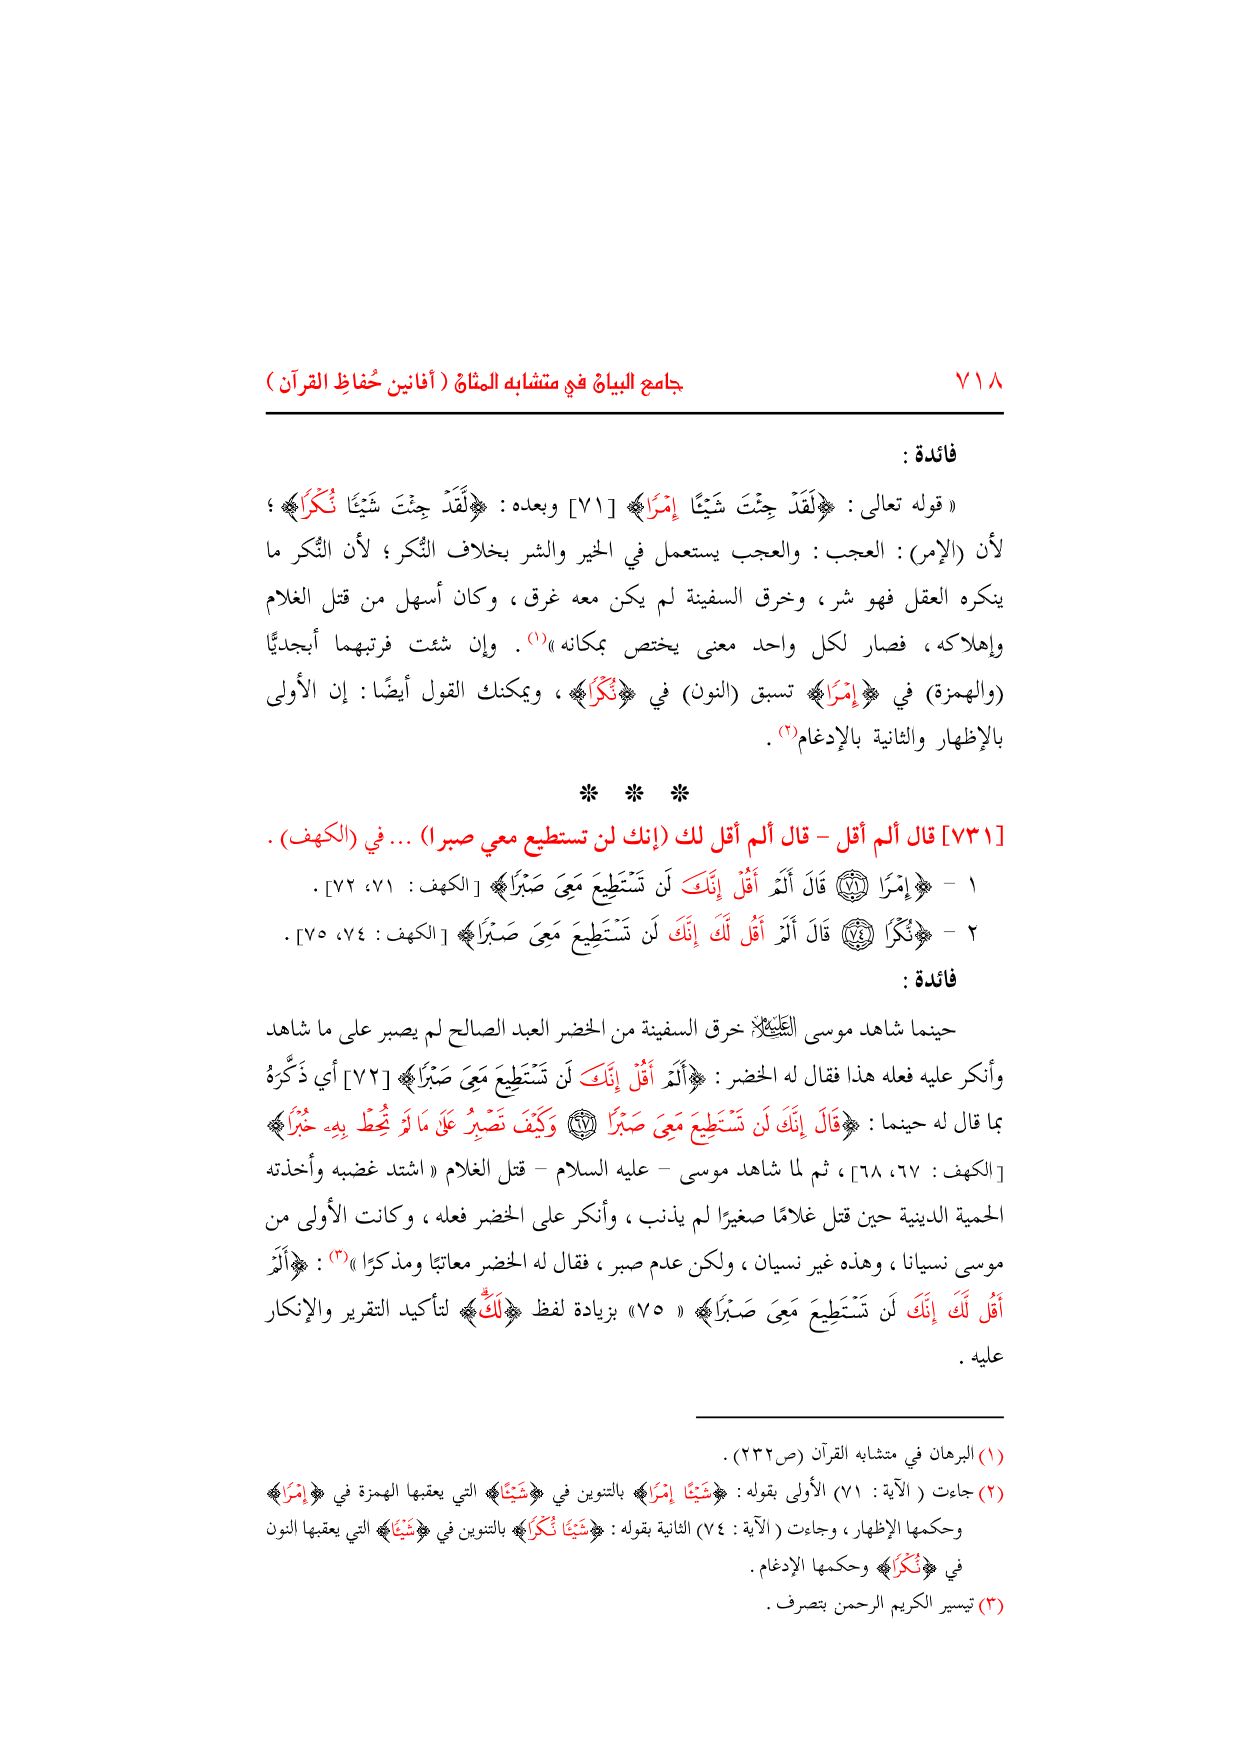 ٧١٨ جامع البيان في متشابه المثان ( أفانين حُفاظِ القرآن )
فائدة :
« قوله تعالى : ﴿لَقَدۡ جِئۡتَ شَيۡـًٔا إِمۡرٗا﴾ [٧١] وبعده : ﴿لَّقَدۡ جِئۡتَ شَيۡـٔٗا نُّكۡرٗا﴾ ؛
لأن (الإمر) : العجب : والعجب يستعمل في الخير والشر بخلاف النُّكر ؛ لأن النُّكر ما
ينكره العقل فهو شر ، وخرق السفينة لم يكن معه غرق ، وكان أسهل من قتل الغلام
وإهلاكه ، فصار لكل واحد معنى يختص بمكانه »(١) . وإن شئت فرتبهما أبجديًّا
(والهمزة) في ﴿إِمۡرٗا﴾ تسبق (النون) في ﴿نُّكۡرٗا﴾ ، ويمكنك القول أيضًا : إن الأولى
بالإظهار والثانية بالإدغام(٢) .
❊ ❊ ❊
[٧٣١] قال ألم أقل – قال ألم أقل لك (إنك لن تستطيع معي صبرا) ... في (الكهف) .
١ – ﴿إِمۡرٗا ٧١ قَالَ أَلَمۡ أَقُلۡ إِنَّكَ لَن تَسۡتَطِيعَ مَعِيَ صَبۡرٗا﴾ [الكهف : ٧١، ٧٢] .
٢ – ﴿نُّكۡرٗا ٧٤ قَالَ أَلَمۡ أَقُل لَّكَ إِنَّكَ لَن تَسۡتَطِيعَ مَعِيَ صَبۡرٗا﴾ [الكهف : ٧٤، ٧٥] .
فائدة :
حينما شاهد موسى عليه السلام خرق السفينة من الخضر العبد الصالح لم يصبر على ما شاهد
وأنكر عليه فعله هذا فقال له الخضر : ﴿أَلَمۡ أَقُلۡ إِنَّكَ لَن تَسۡتَطِيعَ مَعِيَ صَبۡرٗا﴾ [٧٢] أي ذَكَّرَهُ
بما قال له حينما : ﴿قَالَ إِنَّكَ لَن تَسۡتَطِيعَ مَعِيَ صَبۡرٗا ٦٧ وَكَيۡفَ تَصۡبِرُ عَلَىٰ مَا لَمۡ تُحِطۡ بِهِۦ خُبۡرٗا﴾
[الكهف : ٦٧، ٦٨] ، ثم لما شاهد موسى – عليه السلام – قتل الغلام « اشتد غضبه وأخذته
الحمية الدينية حين قتل غلامًا صغيرًا لم يذنب ، وأنكر على الخضر فعله ، وكانت الأولى من
موسى نسيانا ، وهذه غير نسيان ، ولكن عدم صبر ، فقال له الخضر معاتبًا ومذكرًا »(٣) : ﴿أَلَمۡ
أَقُل لَّكَ إِنَّكَ لَن تَسۡتَطِيعَ مَعِيَ صَبۡرٗا﴾ « ٧٥» بزيادة لفظ ﴿لَكَۗ﴾ لتأكيد التقرير والإنكار
عليه .
(١) البرهان في متشابه القرآن (ص٢٣٢) .
(٢) جاءت ( الآية : ٧١) الأولى بقوله : ﴿شَيۡـًٔا إِمۡرٗا﴾ بالتنوين في ﴿شَيۡـًٔا﴾ التي يعقبها الهمزة في ﴿إِمۡرٗا﴾
وحكمها الإظهار ، وجاءت ( الآية : ٧٤) الثانية بقوله : ﴿شَيۡـٔٗا نُّكۡرٗا﴾ بالتنوين في ﴿شَيۡـٔٗا﴾ التي يعقبها النون
في ﴿نُّكۡرٗا﴾ وحكمها الإدغام .
(٣) تيسير الكريم الرحمن بتصرف .